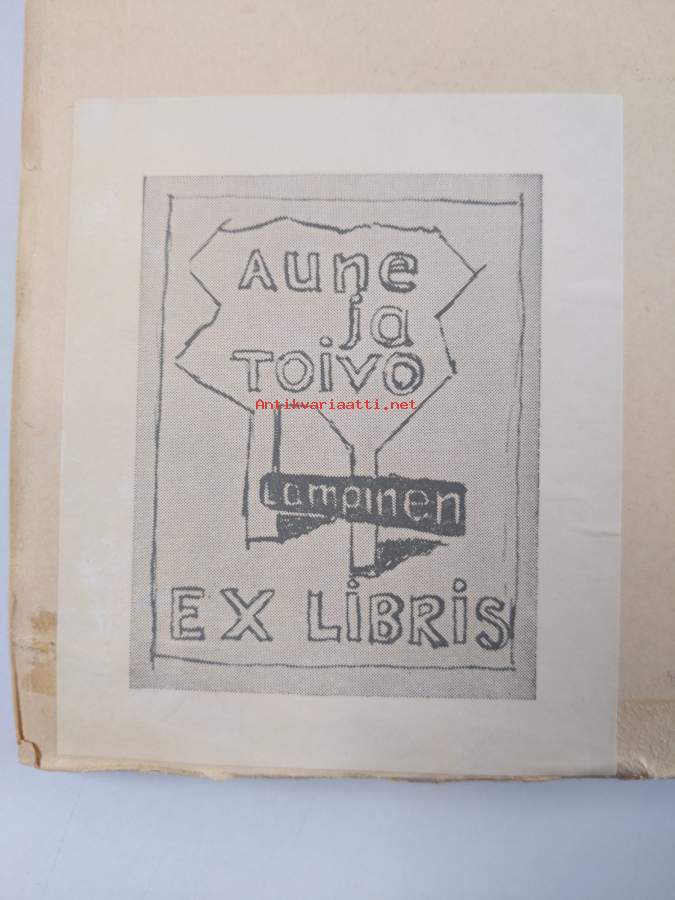 Aune
ja
TOiVO
Antikvariaatti.net
Lampinen
EX LiBRiS